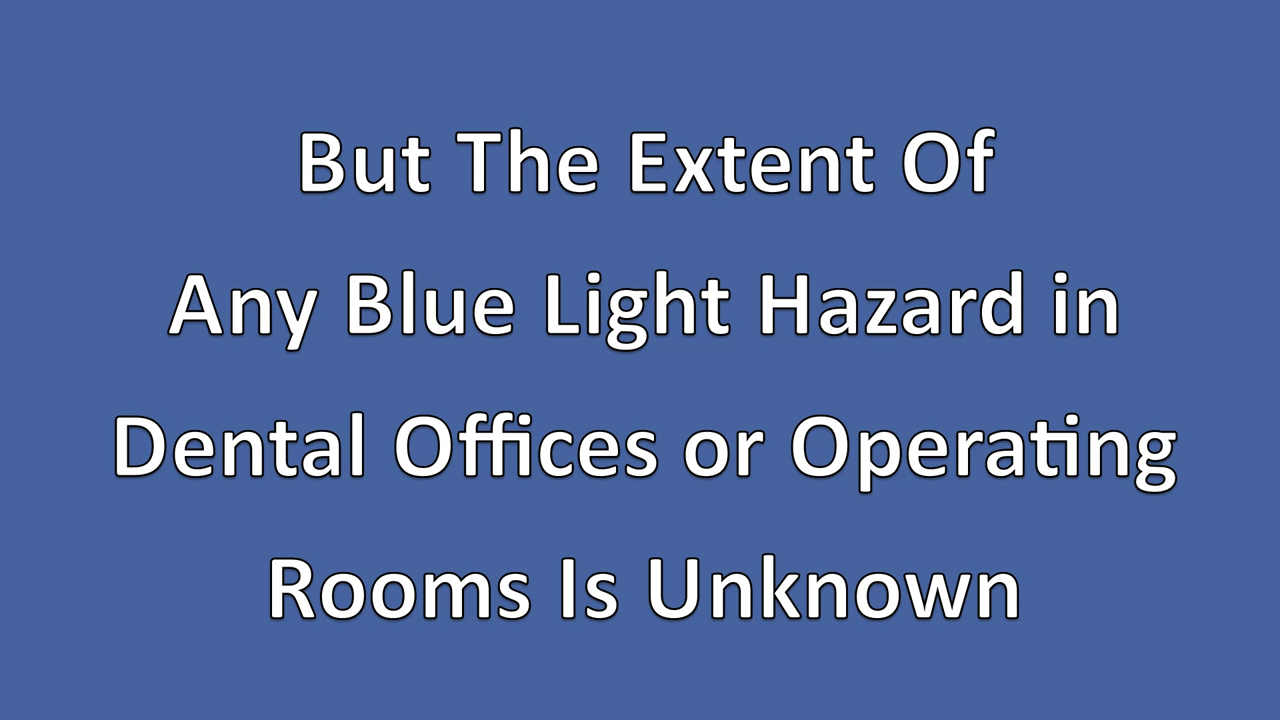 But The Extent Of
Any Blue Light Hazard in
Dental Offices or Operating
Rooms Is Unknown